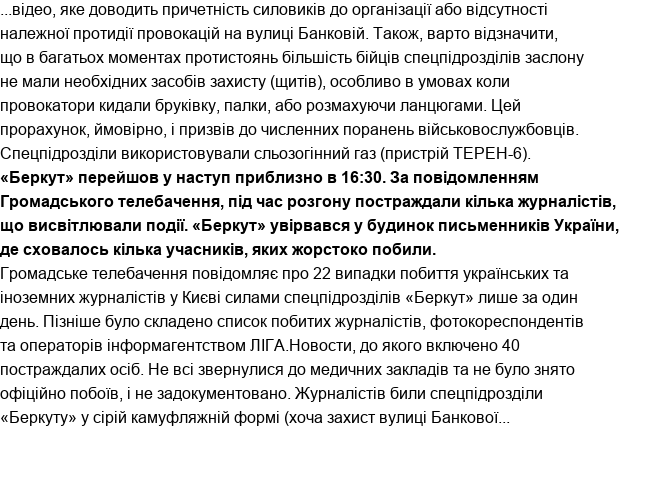 ...відео, яке доводить причетність силовиків до організації або відсутності
належної протидії провокацій на вулиці Банковій. Також, варто відзначити,
що в багатьох моментах протистоянь більшість бійців спецпідрозділів заслону
не мали необхідних засобів захисту (щитів), особливо в умовах коли
провокатори кидали бруківку, палки, або розмахуючи ланцюгами. Цей
прорахунок, ймовірно, і призвів до численних поранень військовослужбовців.
Спецпідрозділи використовували сльозогінний газ (пристрій ТЕРЕН-6).
«Беркут» перейшов у наступ приблизно в 16:30. За повідомленням
Громадського телебачення, під час розгону постраждали кілька журналістів,
що висвітлювали події. «Беркут» увірвався у будинок письменників України,
де сховалось кілька учасників, яких жорстоко побили.
Громадське телебачення повідомляє про 22 випадки побиття українських та
іноземних журналістів у Києві силами спецпідрозділів «Беркут» лише за один
день. Пізніше було складено список побитих журналістів, фотокореспондентів
та операторів інформагентством ЛІГА.Новости, до якого включено 40
постраждалих осіб. Не всі звернулися до медичних закладів та не було знято
офіційно побоїв, і не задокументовано. Журналістів били спецпідрозділи
«Беркуту» у сірій камуфляжній формі (хоча захист вулиці Банкової...